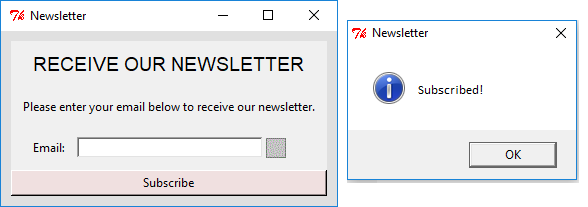 Newsletter
RECEIVE OUR NEWSLETTER
Please enter your email below to receive our newsletter.
Email:
Subscribe
Newsletter
Subscribed!
OK